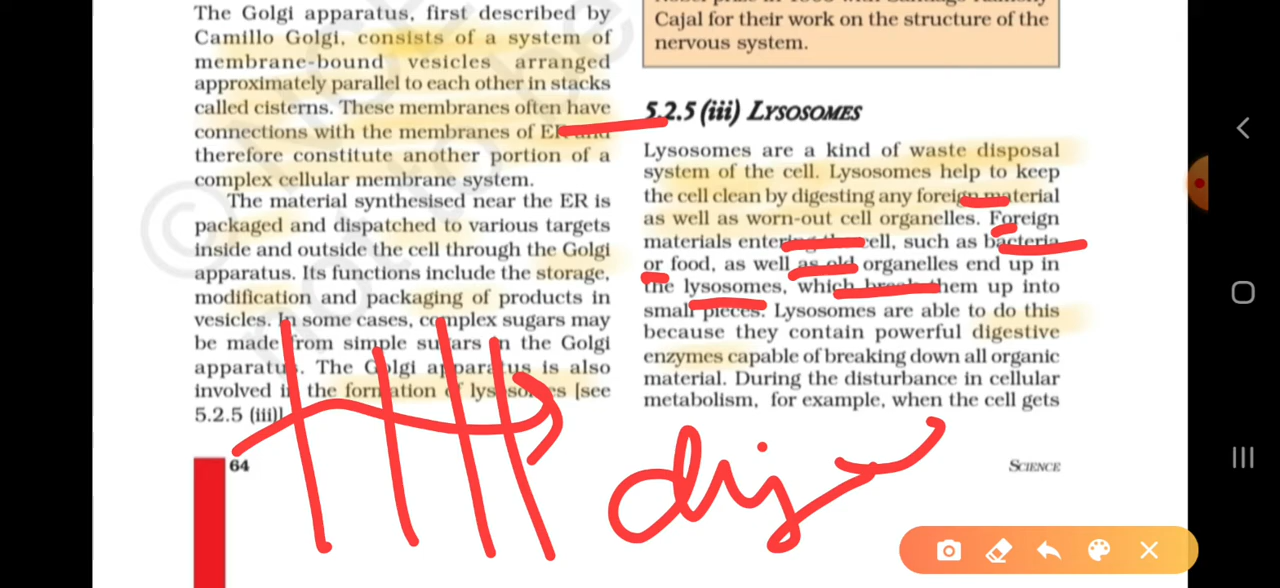 The Golgi apparatus, first described by
Camillo Golgi, consists of a system of
membrane-bound vesicles arranged
approximately parallel to each other in stacks
called cisterns. These membranes often have
connections with the membranes of ER and
therefore constitute another portion of a
complex cellular membrane system.
The material synthesised near the ER is
packaged and dispatched to various targets
inside and outside the cell through the Golgi
apparatus. Its functions include the storage,
modification and packaging of products in
vesicles. In some cases, complex sugars may
be made from simple sugars in the Golgi
apparatus. The Golgi apparatus is also
involved in the formation of lysosomes [see
5.2.5 (iii)]
64
Cajal for their work on the structure of the
nervous system.
5.2.5 (iii) LYSOSOMES
Lysosomes are a kind of waste disposal
system of the cell. Lysosomes help to keep
the cell clean by digesting any foreign material
as well as worn-out cell organelles. Foreign
materials entering the cell, such as bacteria
or food, as well as old organelles end up in
the lysosomes, which break them up into
small pieces. Lysosomes are able to do this
because they contain powerful digestive
enzymes capable of breaking down all organic
material. During the disturbance in cellular
metabolism, for example, when the cell gets
SCIENCE